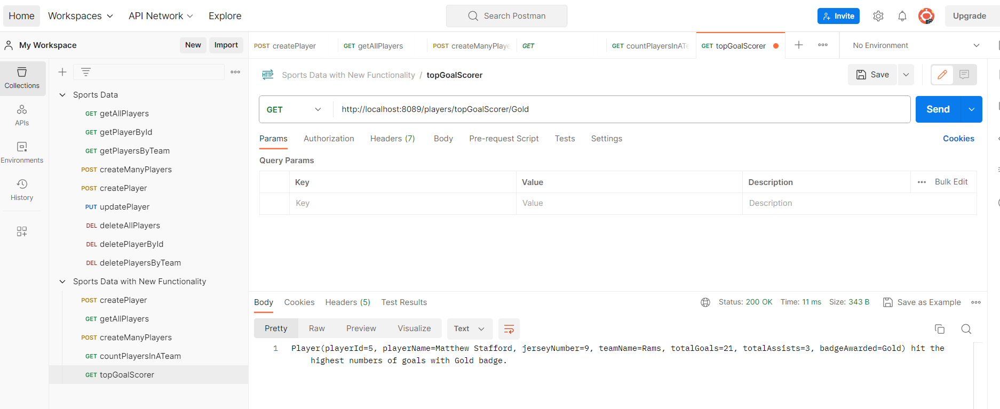 Home Workspaces API Network Explore Search Postman Invite Upgrade
My Workspace New Import POST createPlayer GET getAllPlayers POST createManyPlaye GET GET countPlayersInATe GET topGoalScorer No Environment
Collections
APIs
Environments
History
Sports Data
GET getAllPlayers
GET getPlayerById
GET getPlayersByTeam
POST createManyPlayers
POST createPlayer
PUT updatePlayer
DEL deleteAllPlayers
DEL deletePlayerById
DEL deletePlayersByTeam
Sports Data with New Functionality
POST createPlayer
GET getAllPlayers
POST createManyPlayers
GET countPlayersInATeam
GET topGoalScorer
HTTP Sports Data with New Functionality / topGoalScorer Save
GET http://localhost:8089/players/topGoalScorer/Gold Send
Params Authorization Headers (7) Body Pre-request Script Tests Settings Cookies
Query Params
Key Value Description Bulk Edit
Key Value Description
Body Cookies Headers (5) Test Results Status: 200 OK Time: 11 ms Size: 343 B Save as Example
Pretty Raw Preview Visualize Text
1 Player(playerId=5, playerName=Matthew Stafford, jerseyNumber=9, teamName=Rams, totalGoals=21, totalAssists=3, badgeAwarded=Gold) hit the
highest numbers of goals with Gold badge.